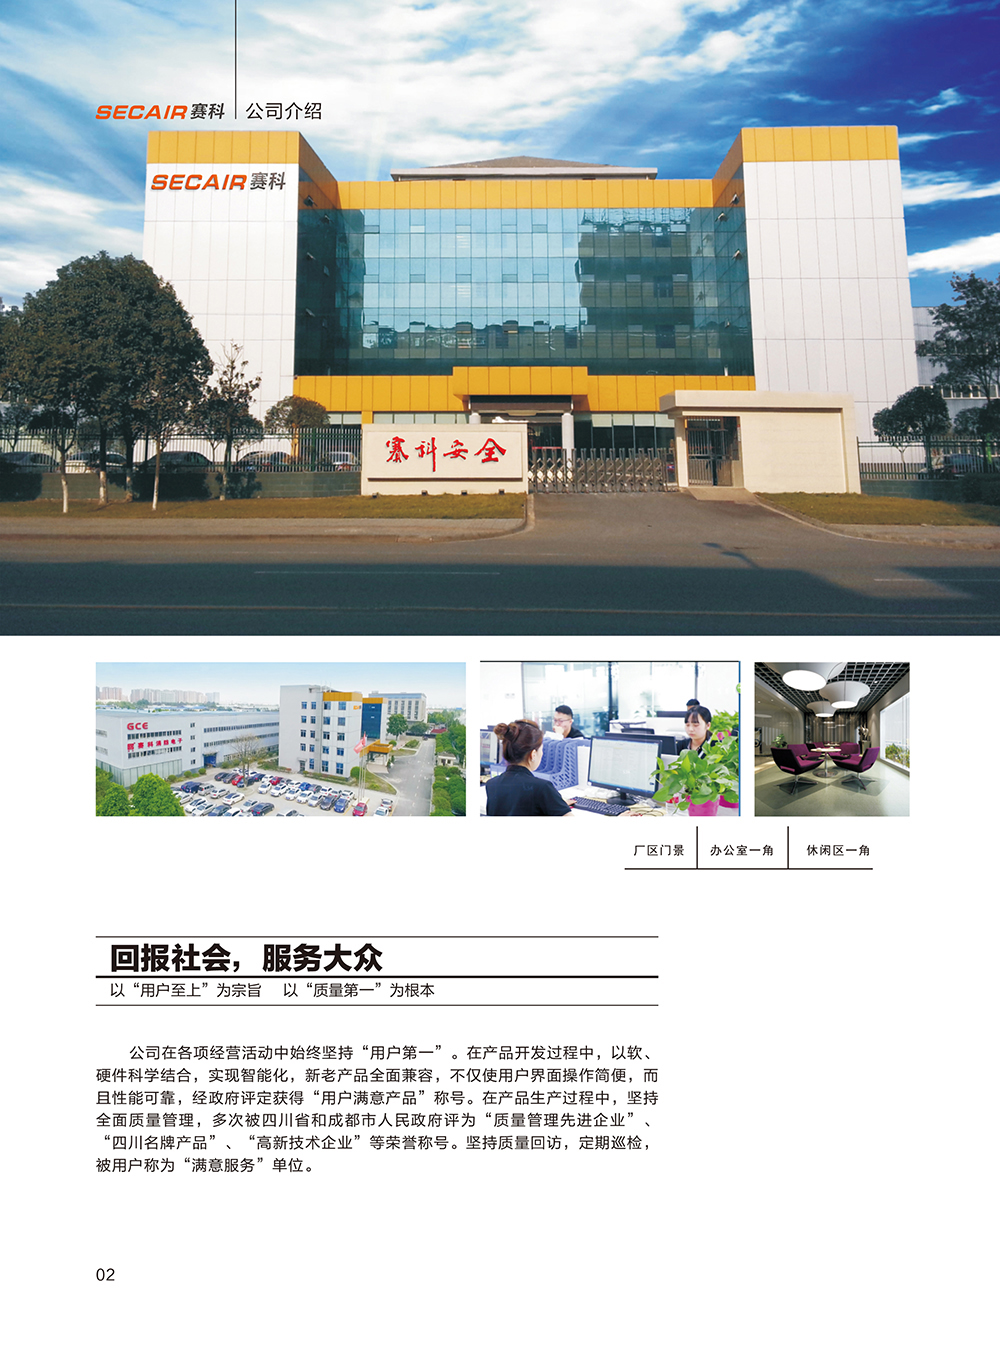 SECAIR赛科 公司介绍
SECAIR赛科
赛科安全
GCE
赛科消防电子
厂区门景 办公室一角 休闲区一角
回报社会，服务大众
以“用户至上”为宗旨 以“质量第一”为根本
公司在各项经营活动中始终坚持“用户第一”。在产品开发过程中，以软、
硬件科学结合，实现智能化，新老产品全面兼容，不仅使用户界面操作简便，而
且性能可靠，经政府评定获得“用户满意产品”称号。在产品生产过程中，坚持
全面质量管理，多次被四川省和成都市人民政府评为“质量管理先进企业”、
“四川名牌产品”、“高新技术企业”等荣誉称号。坚持质量回访，定期巡检，
被用户称为“满意服务”单位。
02